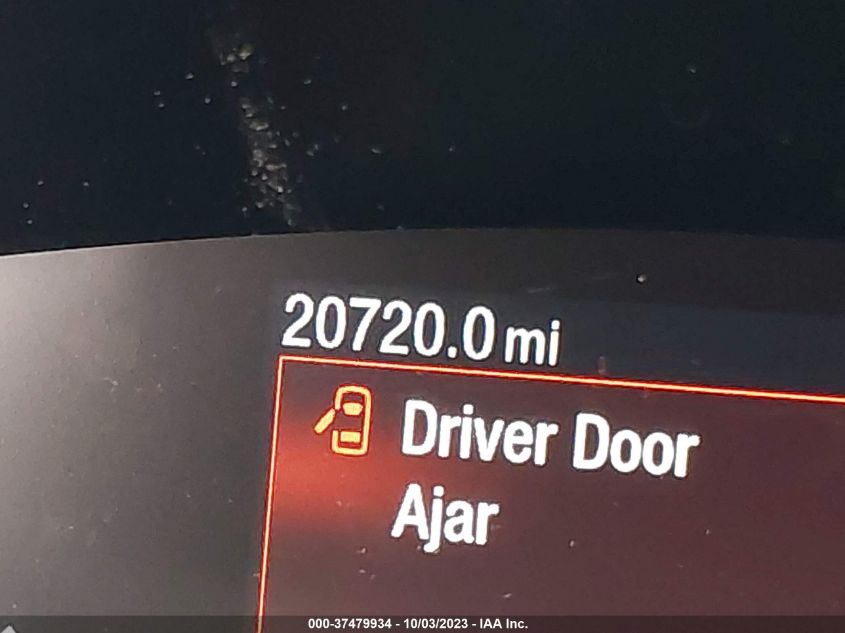 20720.0 mi
Driver Door
Ajar
000-37479934 - 10/03/2023 - IAA Inc.